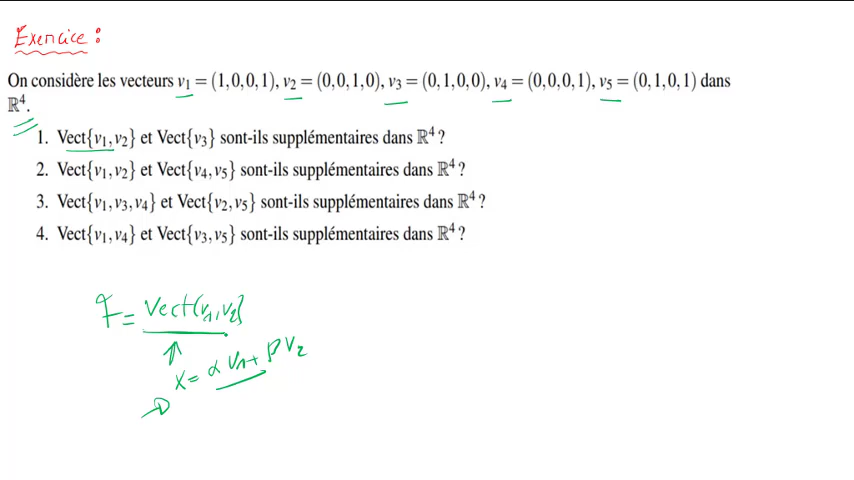 Exercice :
On considère les vecteurs v₁ = (1,0,0,1), v₂ = (0,0,1,0), v₃ = (0,1,0,0), v₄ = (0,0,0,1), v₅ = (0,1,0,1) dans
ℝ⁴.
1. Vect{v₁,v₂} et Vect{v₃} sont-ils supplémentaires dans ℝ⁴ ?
2. Vect{v₁,v₂} et Vect{v₄,v₅} sont-ils supplémentaires dans ℝ⁴ ?
3. Vect{v₁,v₃,v₄} et Vect{v₂,v₅} sont-ils supplémentaires dans ℝ⁴ ?
4. Vect{v₁,v₄} et Vect{v₃,v₅} sont-ils supplémentaires dans ℝ⁴ ?
F = Vect{v₁,v₂}
x = α v₁ + β v₂